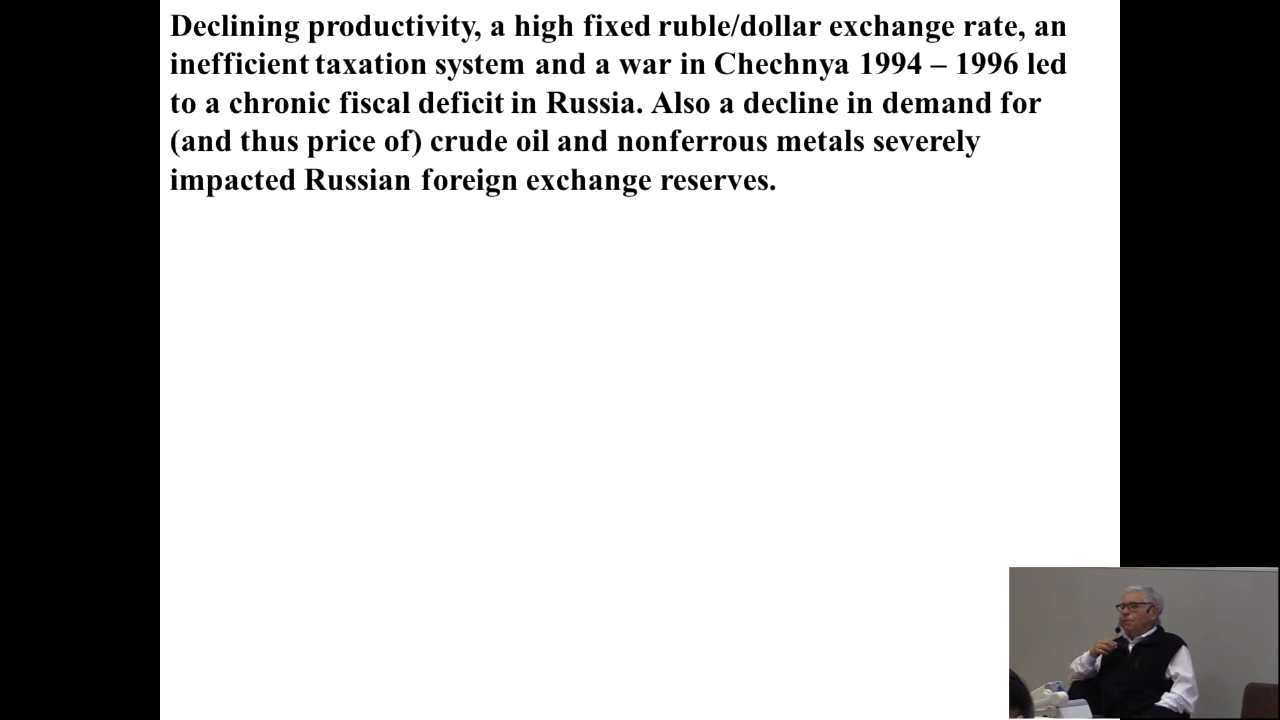 Declining productivity, a high fixed ruble/dollar exchange rate, an
inefficient taxation system and a war in Chechnya 1994 – 1996 led
to a chronic fiscal deficit in Russia. Also a decline in demand for
(and thus price of) crude oil and nonferrous metals severely
impacted Russian foreign exchange reserves.